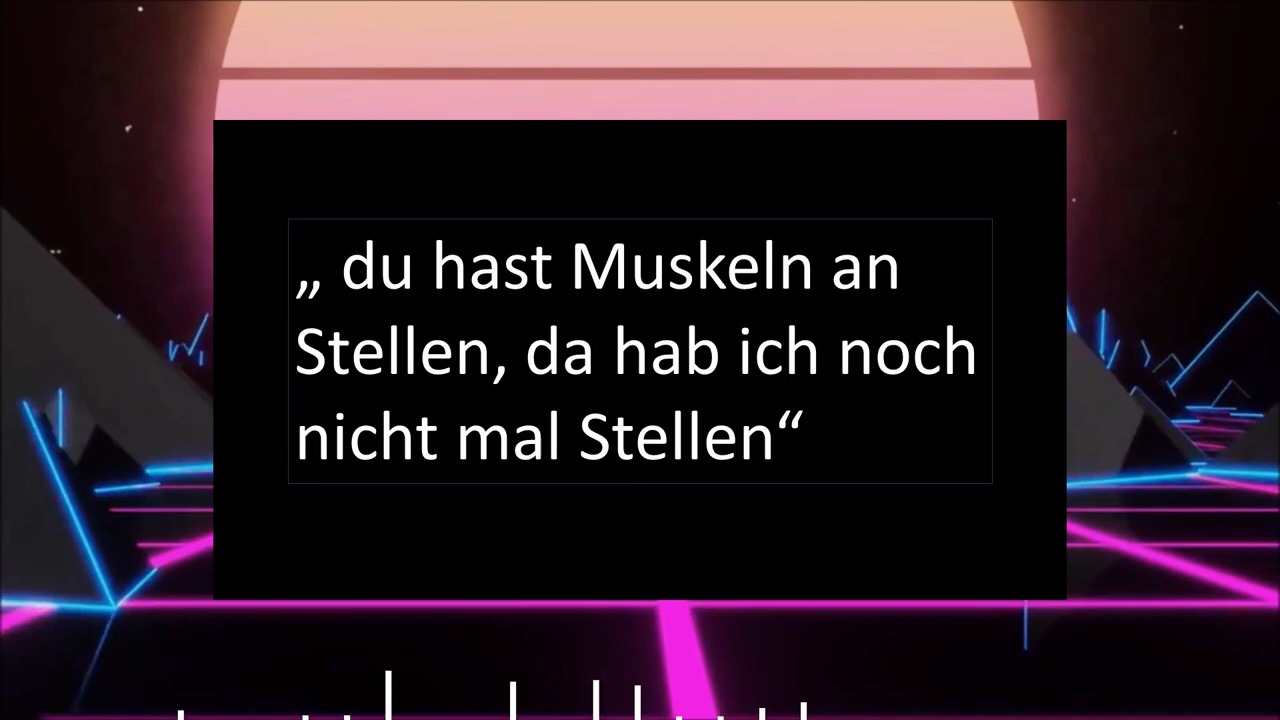 „ du hast Muskeln an
Stellen, da hab ich noch
nicht mal Stellen“